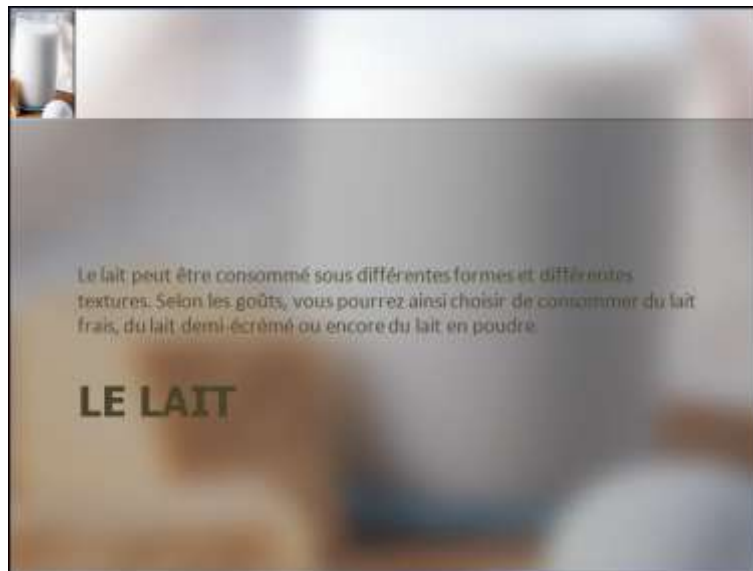 Le lait peut être consommé sous différentes formes et différentes
textures. Selon les goûts, vous pourrez ainsi choisir de consommer du lait
frais, du lait demi-écrémé ou encore du lait en poudre.
LE LAIT